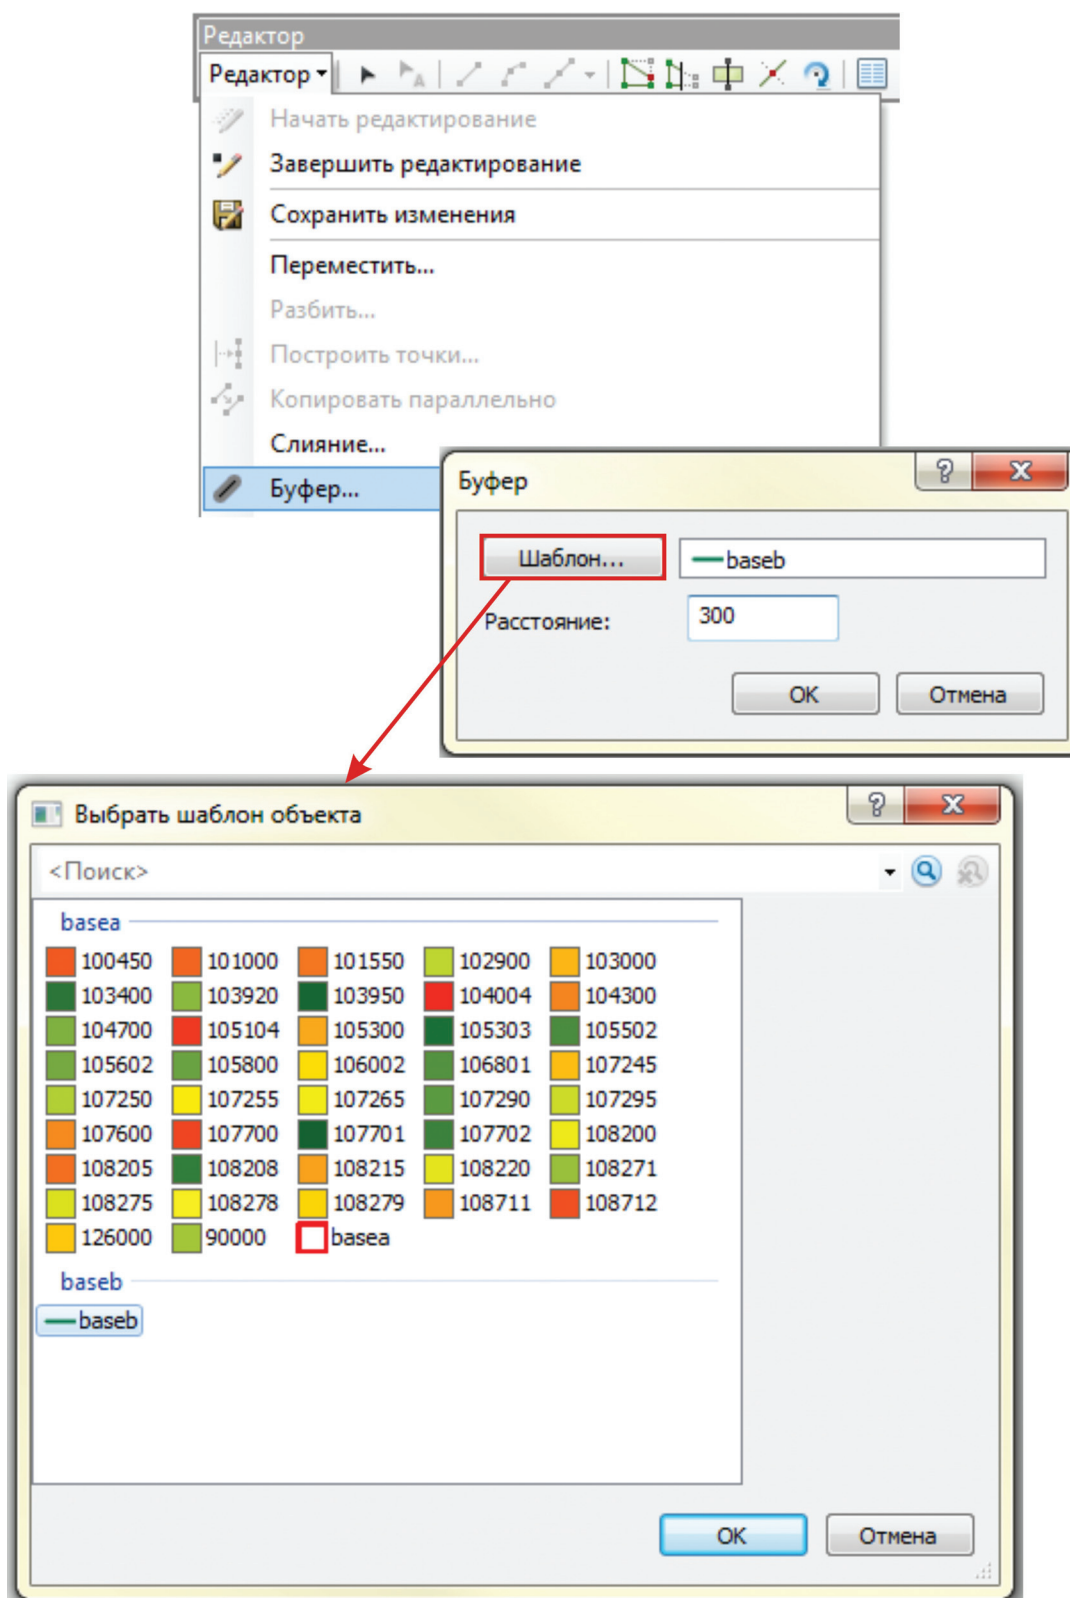 Редактор
Редактор
Начать редактирование
Завершить редактирование
Сохранить изменения
Переместить...
Разбить...
Построить точки...
Копировать параллельно
Слияние...
Буфер...
Буфер
Шаблон... baseb
Расстояние: 300
ОК Отмена
Выбрать шаблон объекта
<Поиск>
basea
100450 101000 101550 102900 103000
103400 103920 103950 104004 104300
104700 105104 105300 105303 105502
105602 105800 106002 106801 107245
107250 107255 107265 107290 107295
107600 107700 107701 107702 108200
108205 108208 108215 108220 108271
108275 108278 108279 108711 108712
126000 90000 basea
baseb
baseb
ОК Отмена